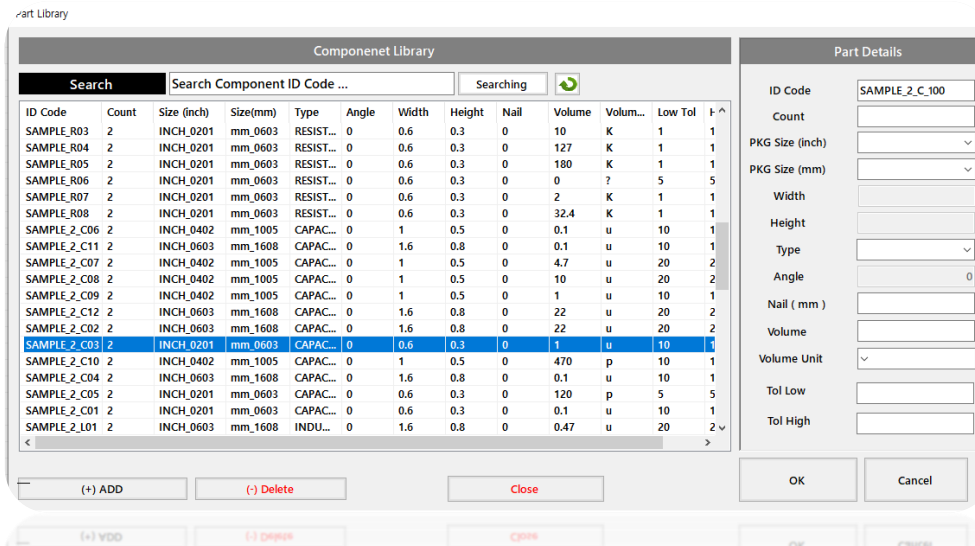 Part Library
Componenet Library
Search Search Component ID Code ... Searching
ID Code Count Size (inch) Size(mm) Type Angle Width Height Nail Volume Volum... Low Tol H
SAMPLE_R03 2 INCH_0201 mm_0603 RESIST... 0 0.6 0.3 0 10 K 1 1
SAMPLE_R04 2 INCH_0201 mm_0603 RESIST... 0 0.6 0.3 0 127 K 1 1
SAMPLE_R05 2 INCH_0201 mm_0603 RESIST... 0 0.6 0.3 0 180 K 1 1
SAMPLE_R06 2 INCH_0201 mm_0603 RESIST... 0 0.6 0.3 0 0 ? 5 5
SAMPLE_R07 2 INCH_0201 mm_0603 RESIST... 0 0.6 0.3 0 2 K 1 1
SAMPLE_R08 2 INCH_0201 mm_0603 RESIST... 0 0.6 0.3 0 32.4 K 1 1
SAMPLE_2_C06 2 INCH_0402 mm_1005 CAPAC... 0 1 0.5 0 0.1 u 10 1
SAMPLE_2_C11 2 INCH_0603 mm_1608 CAPAC... 0 1.6 0.8 0 0.1 u 10 1
SAMPLE_2_C07 2 INCH_0402 mm_1005 CAPAC... 0 1 0.5 0 4.7 u 20 2
SAMPLE_2_C08 2 INCH_0402 mm_1005 CAPAC... 0 1 0.5 0 10 u 20 2
SAMPLE_2_C09 2 INCH_0402 mm_1005 CAPAC... 0 1 0.5 0 1 u 10 1
SAMPLE_2_C12 2 INCH_0603 mm_1608 CAPAC... 0 1.6 0.8 0 22 u 20 2
SAMPLE_2_C02 2 INCH_0603 mm_1608 CAPAC... 0 1.6 0.8 0 22 u 20 2
SAMPLE_2_C03 2 INCH_0201 mm_0603 CAPAC... 0 0.6 0.3 0 1 u 10 1
SAMPLE_2_C10 2 INCH_0402 mm_1005 CAPAC... 0 1 0.5 0 470 p 10 1
SAMPLE_2_C04 2 INCH_0603 mm_1608 CAPAC... 0 1.6 0.8 0 0.1 u 10 1
SAMPLE_2_C05 2 INCH_0201 mm_0603 CAPAC... 0 0.6 0.3 0 120 p 5 5
SAMPLE_2_C01 2 INCH_0201 mm_0603 CAPAC... 0 0.6 0.3 0 0.1 u 10 1
SAMPLE_2_L01 2 INCH_0603 mm_1608 INDU... 0 1.6 0.8 0 0.47 u 20 2
(+) ADD (-) Delete Close
Part Details
ID Code SAMPLE_2_C_100
Count
PKG Size (inch)
PKG Size (mm)
Width
Height
Type
Angle 0
Nail ( mm )
Volume
Volume Unit
Tol Low
Tol High
OK Cancel